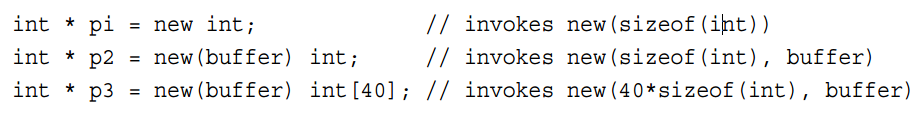 int * pi = new int;              // invokes new(sizeof(int))
int * p2 = new(buffer) int;      // invokes new(sizeof(int), buffer)
int * p3 = new(buffer) int[40]; // invokes new(40*sizeof(int), buffer)